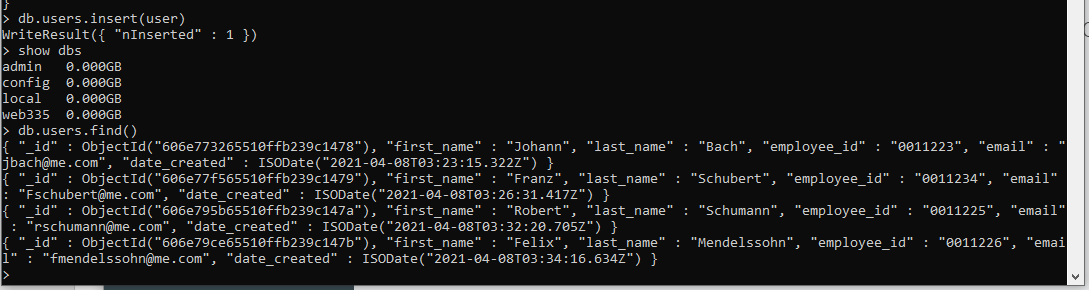 }
> db.users.insert(user)
WriteResult({ "nInserted" : 1 })
> show dbs
admin   0.000GB
config  0.000GB
local   0.000GB
web335  0.000GB
> db.users.find()
{ "_id" : ObjectId("606e773265510ffb239c1478"), "first_name" : "Johann", "last_name" : "Bach", "employee_id" : "0011223", "email" : "
jbach@me.com", "date_created" : ISODate("2021-04-08T03:23:15.322Z") }
{ "_id" : ObjectId("606e77f565510ffb239c1479"), "first_name" : "Franz", "last_name" : "Schubert", "employee_id" : "0011234", "email"
: "Fschubert@me.com", "date_created" : ISODate("2021-04-08T03:26:31.417Z") }
{ "_id" : ObjectId("606e795b65510ffb239c147a"), "first_name" : "Robert", "last_name" : "Schumann", "employee_id" : "0011225", "email"
: "rschumann@me.com", "date_created" : ISODate("2021-04-08T03:32:20.705Z") }
{ "_id" : ObjectId("606e79ce65510ffb239c147b"), "first_name" : "Felix", "last_name" : "Mendelssohn", "employee_id" : "0011226", "emai
l" : "fmendelssohn@me.com", "date_created" : ISODate("2021-04-08T03:34:16.634Z") }
>